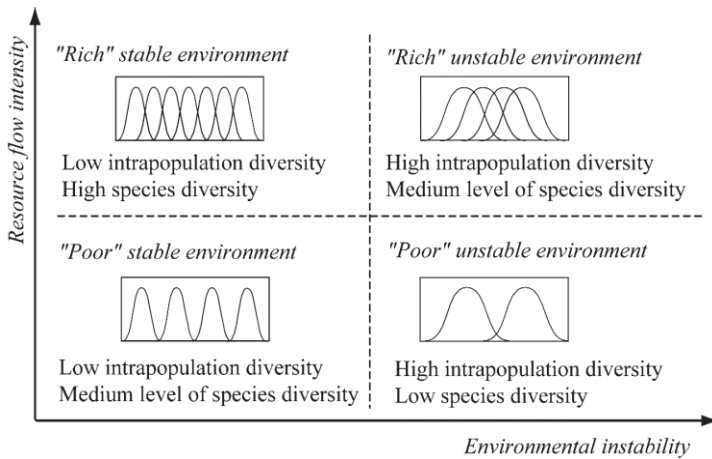 Resource flow intensity
"Rich" stable environment
Low intrapopulation diversity
High species diversity
"Rich" unstable environment
High intrapopulation diversity
Medium level of species diversity
"Poor" stable environment
Low intrapopulation diversity
Medium level of species diversity
"Poor" unstable environment
High intrapopulation diversity
Low species diversity
Environmental instability